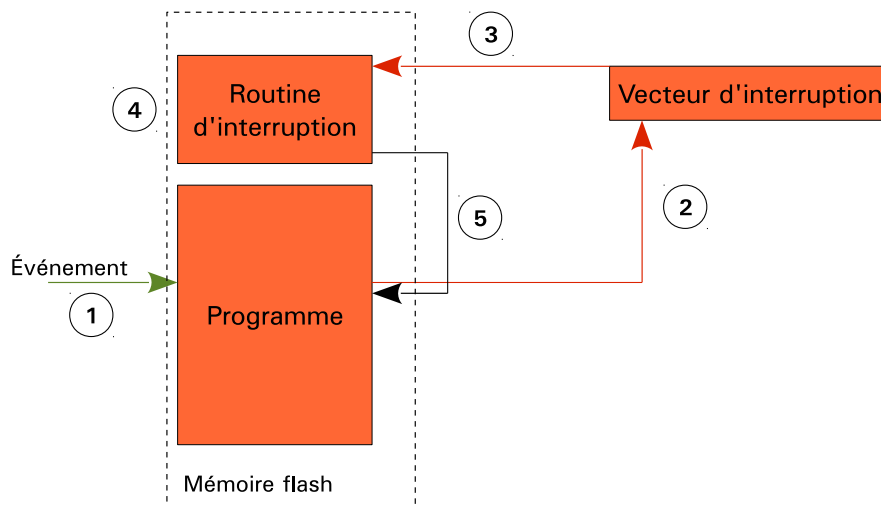 3
Routine
d'interruption
Vecteur d'interruption
4
2
5
Événement
1
Programme
Mémoire flash